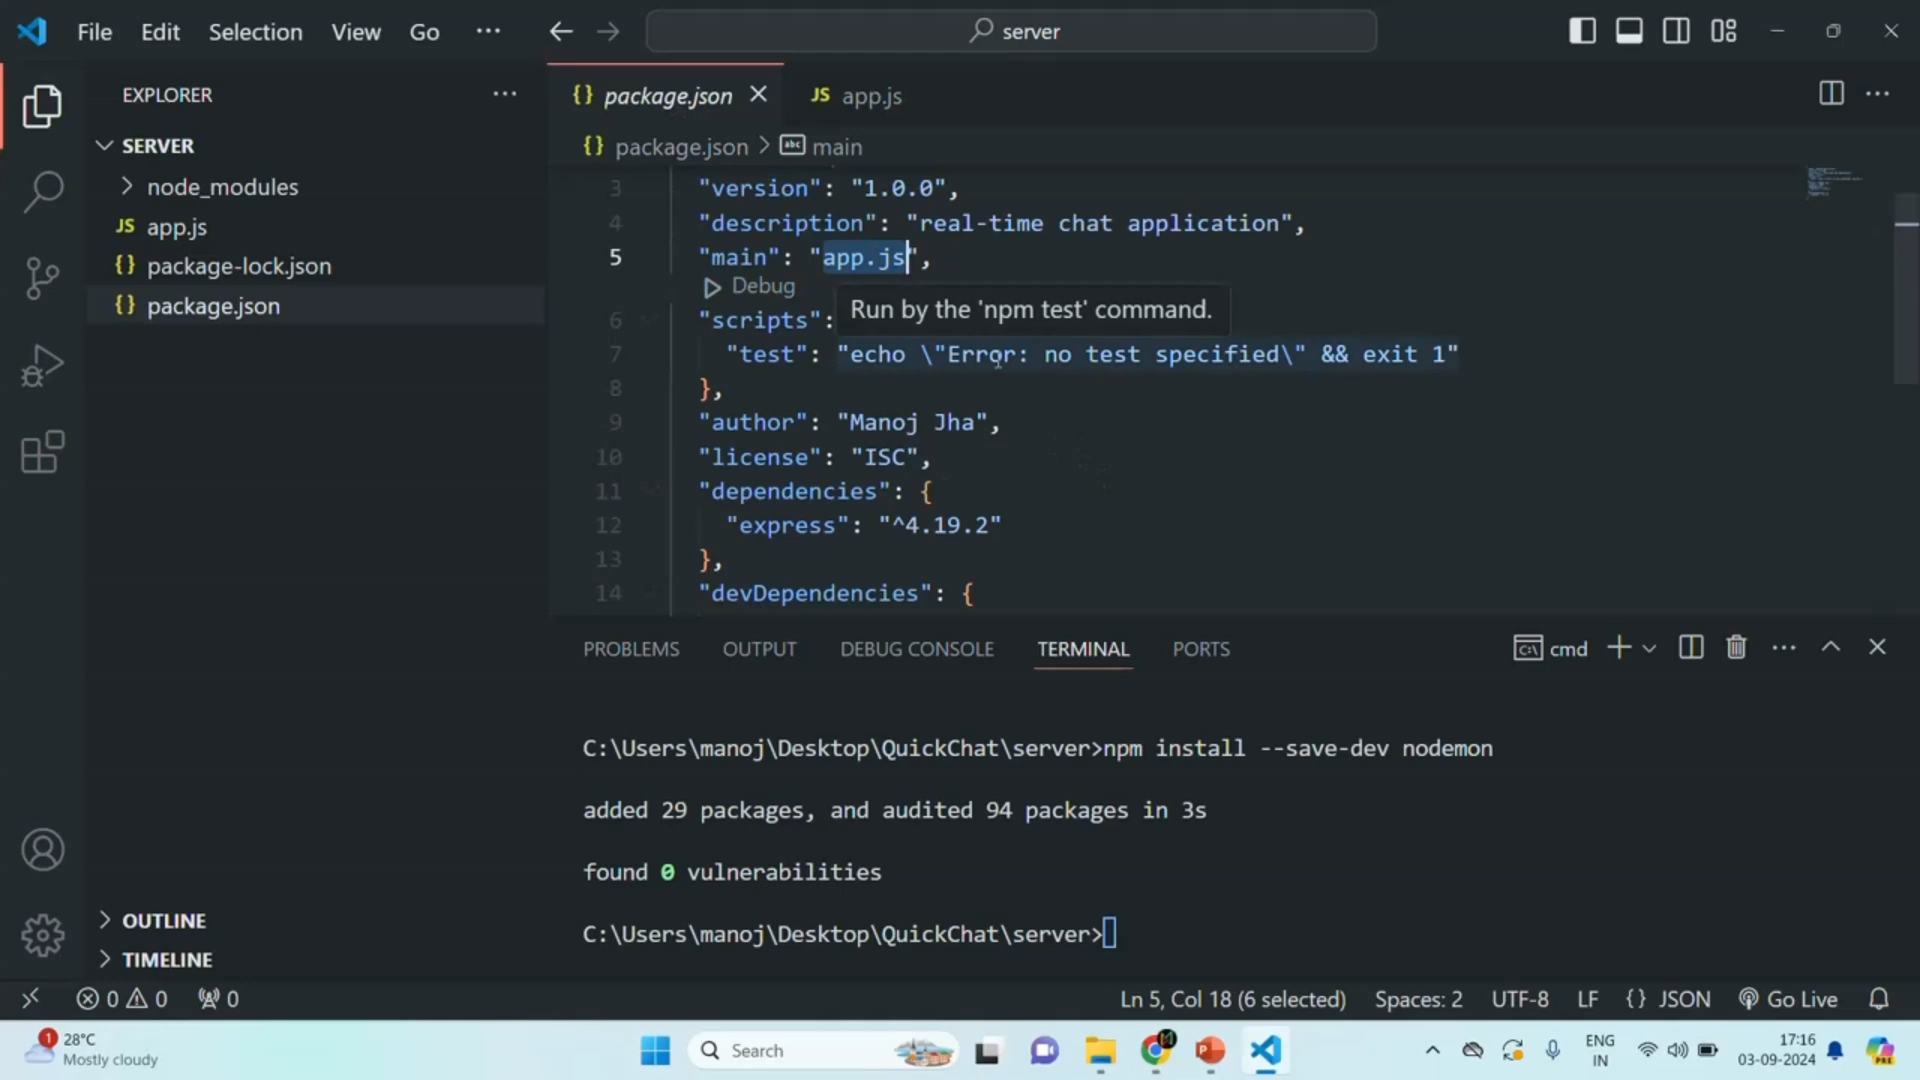 File Edit Selection View Go ... server
EXPLORER
SERVER
node_modules
JS app.js
{} package-lock.json
{} package.json
OUTLINE
TIMELINE
{} package.json JS app.js
{} package.json > abc main
3 "version": "1.0.0",
4 "description": "real-time chat application",
5 "main": "app.js",
Debug
Run by the 'npm test' command.
6 "scripts":
7 "test": "echo \"Error: no test specified\" && exit 1"
8 },
9 "author": "Manoj Jha",
10 "license": "ISC",
11 "dependencies": {
12 "express": "^4.19.2"
13 },
14 "devDependencies": {
PROBLEMS OUTPUT DEBUG CONSOLE TERMINAL PORTS cmd
C:\Users\manoj\Desktop\QuickChat\server>npm install --save-dev nodemon
added 29 packages, and audited 94 packages in 3s
found 0 vulnerabilities
C:\Users\manoj\Desktop\QuickChat\server>
0 0 0 Ln 5, Col 18 (6 selected) Spaces: 2 UTF-8 LF {} JSON Go Live
1 28°C
Mostly cloudy
Search
ENG
IN
17:16
03-09-2024
PRE